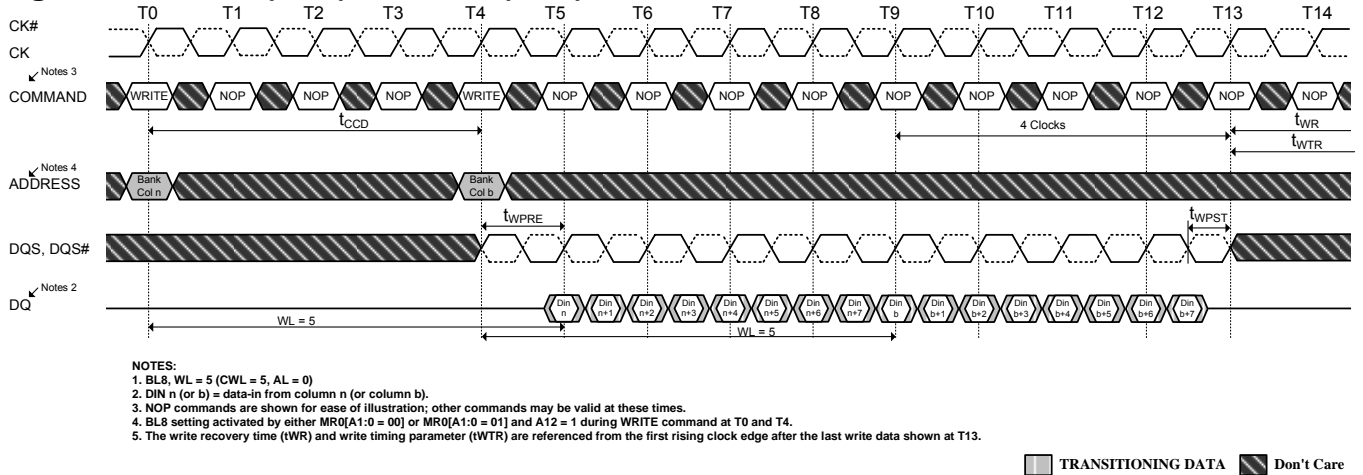 T0 T1 T2 T3 T4 T5 T6 T7 T8 T9 T10 T11 T12 T13 T14
CK#
CK
Notes 3
COMMAND
WRITE NOP NOP NOP WRITE NOP NOP NOP NOP NOP NOP NOP NOP NOP NOP
tCCD
4 Clocks
tWR
tWTR
Notes 4
ADDRESS
Bank Bank
Col n Col b
tWPRE
tWPST
DQS, DQS#
Notes 2
DQ
Din Din Din Din Din Din Din Din Din Din Din Din Din Din Din Din
n n+1 n+2 n+3 n+4 n+5 n+6 n+7 b b+1 b+2 b+3 b+4 b+5 b+6 b+7
WL = 5
WL = 5
NOTES:
1. BL8, WL = 5 (CWL = 5, AL = 0)
2. DIN n (or b) = data-in from column n (or column b).
3. NOP commands are shown for ease of illustration; other commands may be valid at these times.
4. BL8 setting activated by either MR0[A1:0 = 00] or MR0[A1:0 = 01] and A12 = 1 during WRITE command at T0 and T4.
5. The write recovery time (tWR) and write timing parameter (tWTR) are referenced from the first rising clock edge after the last write data shown at T13.
TRANSITIONING DATA Don't Care